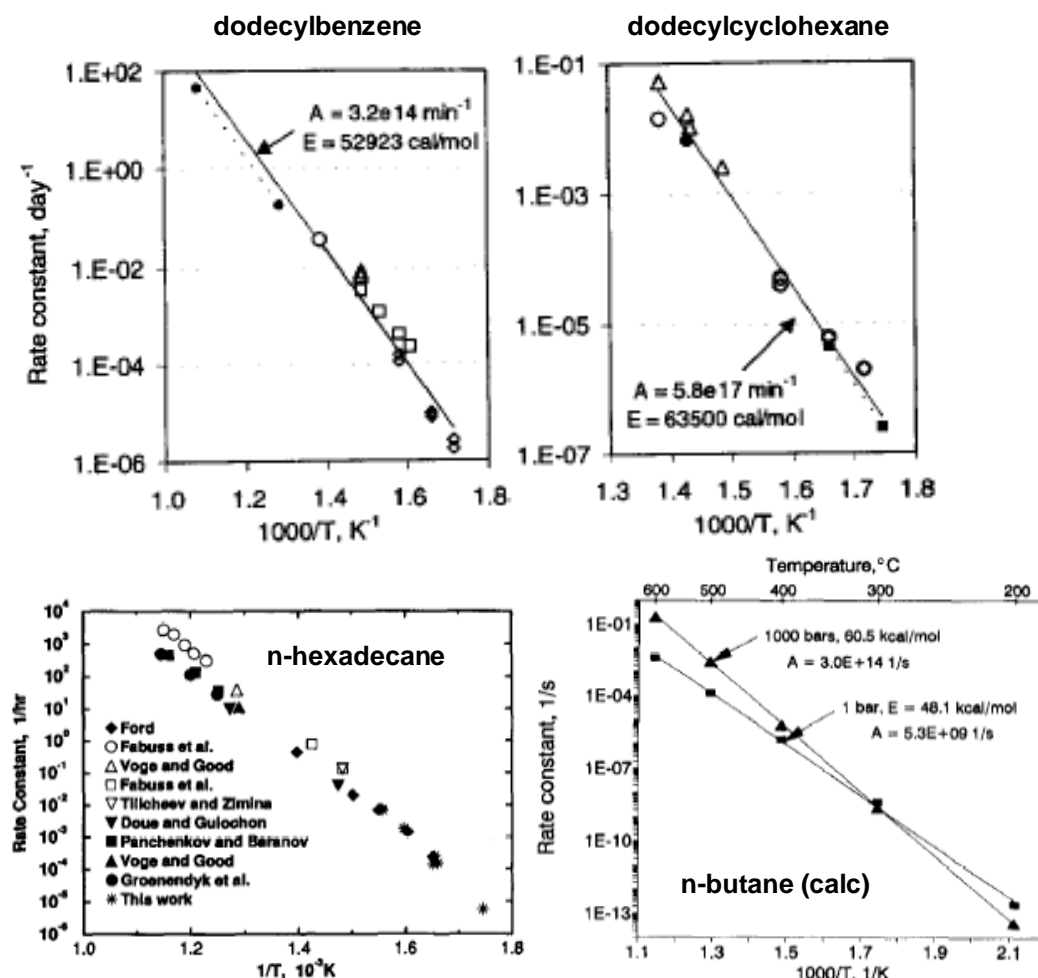 dodecylbenzene
1.E+02
1.E+00
1.E-02
1.E-04
1.E-06
Rate constant, day⁻¹
A = 3.2e14 min⁻¹
E = 52923 cal/mol
1.0 1.2 1.4 1.6 1.8
1000/T, K⁻¹
dodecylcyclohexane
1.E-01
1.E-03
1.E-05
1.E-07
A = 5.8e17 min⁻¹
E = 63500 cal/mol
1.3 1.4 1.5 1.6 1.7 1.8
1000/T, K⁻¹
n-hexadecane
10⁴
10³
10²
10¹
10⁰
10⁻¹
10⁻²
10⁻³
10⁻⁴
10⁻⁵
10⁻⁶
Rate Constant, 1/hr
Ford
Fabuss et al.
Voge and Good
Fabuss et al.
Tilicheev and Zimina
Doue and Guiochon
Panchenkov and Baranov
Voge and Good
Groenendyk et al.
This work
1.0 1.2 1.4 1.6 1.8
1/T, 10⁻³K
Temperature, °C
600 500 400 300 200
1E-01
1E-04
1E-07
1E-10
1E-13
Rate constant, 1/s
1000 bars, 60.5 kcal/mol
A = 3.0E+14 1/s
1 bar, E = 48.1 kcal/mol
A = 5.3E+09 1/s
n-butane (calc)
1.1 1.3 1.5 1.7 1.9 2.1
1000/T, 1/K